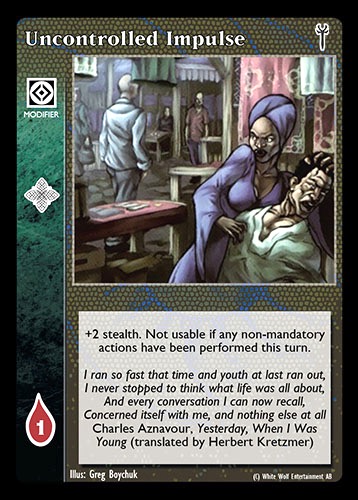 Uncontrolled Impulse
MODIFIER
+2 stealth. Not usable if any non-mandatory
actions have been performed this turn.
I ran so fast that time and youth at last ran out,
I never stopped to think what life was all about,
And every conversation I can now recall,
Concerned itself with me, and nothing else at all
Charles Aznavour, Yesterday, When I Was
Young (translated by Herbert Kretzmer)
1
Illus: Greg Boychuk
(C) White Wolf Entertainment AB